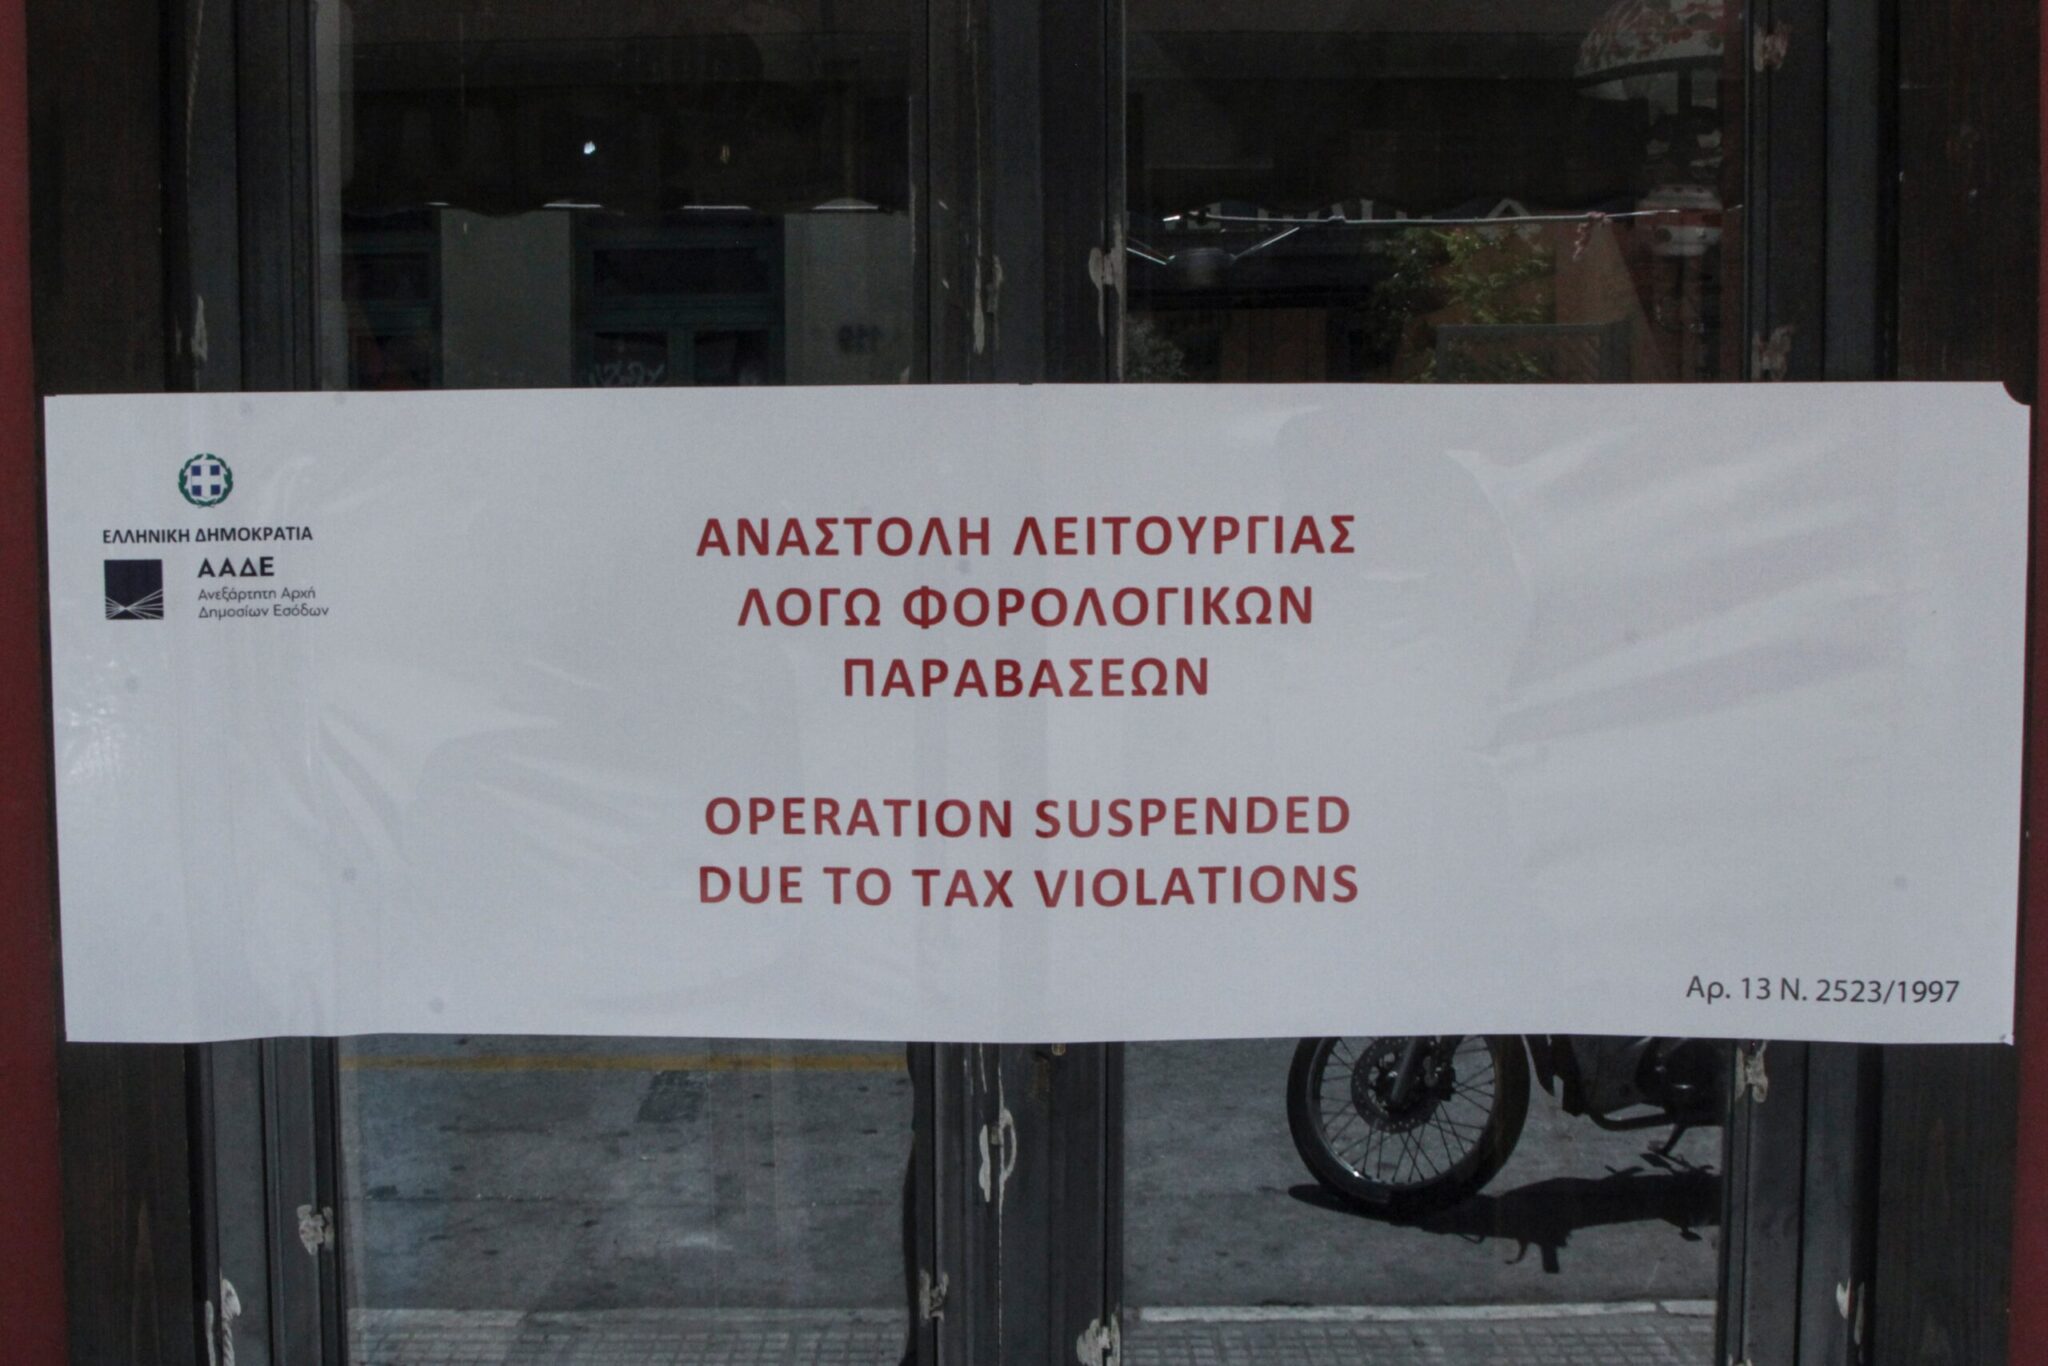 ΕΛΛΗΝΙΚΗ ΔΗΜΟΚΡΑΤΙΑ
ΑΑΔΕ
Ανεξάρτητη Αρχή
Δημοσίων Εσόδων
ΑΝΑΣΤΟΛΗ ΛΕΙΤΟΥΡΓΙΑΣ
ΛΟΓΩ ΦΟΡΟΛΟΓΙΚΩΝ
ΠΑΡΑΒΑΣΕΩΝ
OPERATION SUSPENDED
DUE TO TAX VIOLATIONS
Αρ. 13 Ν. 2523/1997